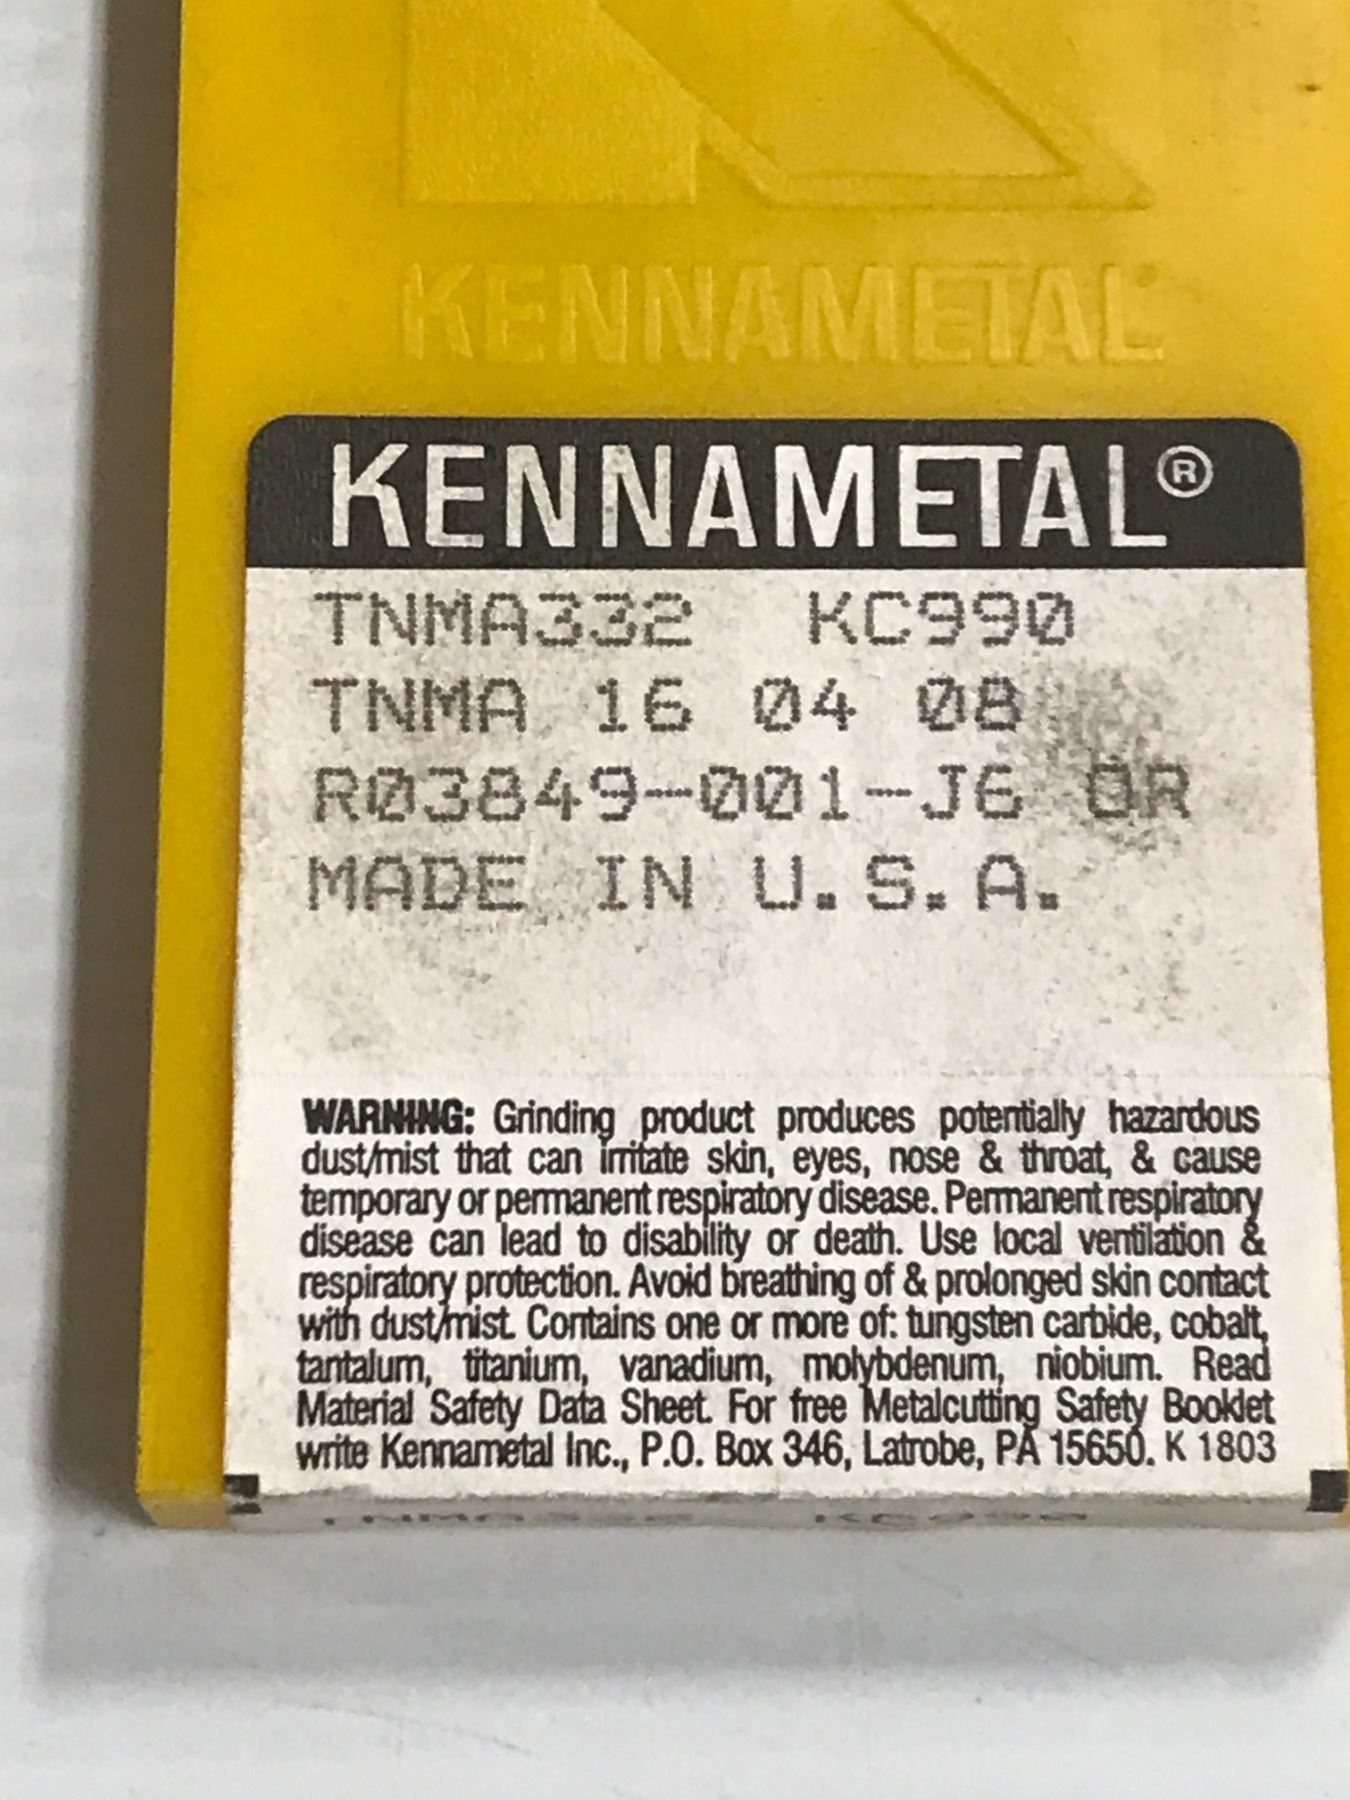 KENNAMETAL
KENNAMETAL®
TNMA332 KC990
TNMA 16 04 08
R03849-001-J6 OR
MADE IN U.S.A.
WARNING: Grinding product produces potentially hazardous
dust/mist that can irritate skin, eyes, nose & throat, & cause
temporary or permanent respiratory disease. Permanent respiratory
disease can lead to disability or death. Use local ventilation &
respiratory protection. Avoid breathing of & prolonged skin contact
with dust/mist. Contains one or more of: tungsten carbide, cobalt,
tantalum, titanium, vanadium, molybdenum, niobium. Read
Material Safety Data Sheet. For free Metalcutting Safety Booklet
write Kennametal Inc., P.O. Box 346, Latrobe, PA 15650. K 1803
TNMA332 KC990